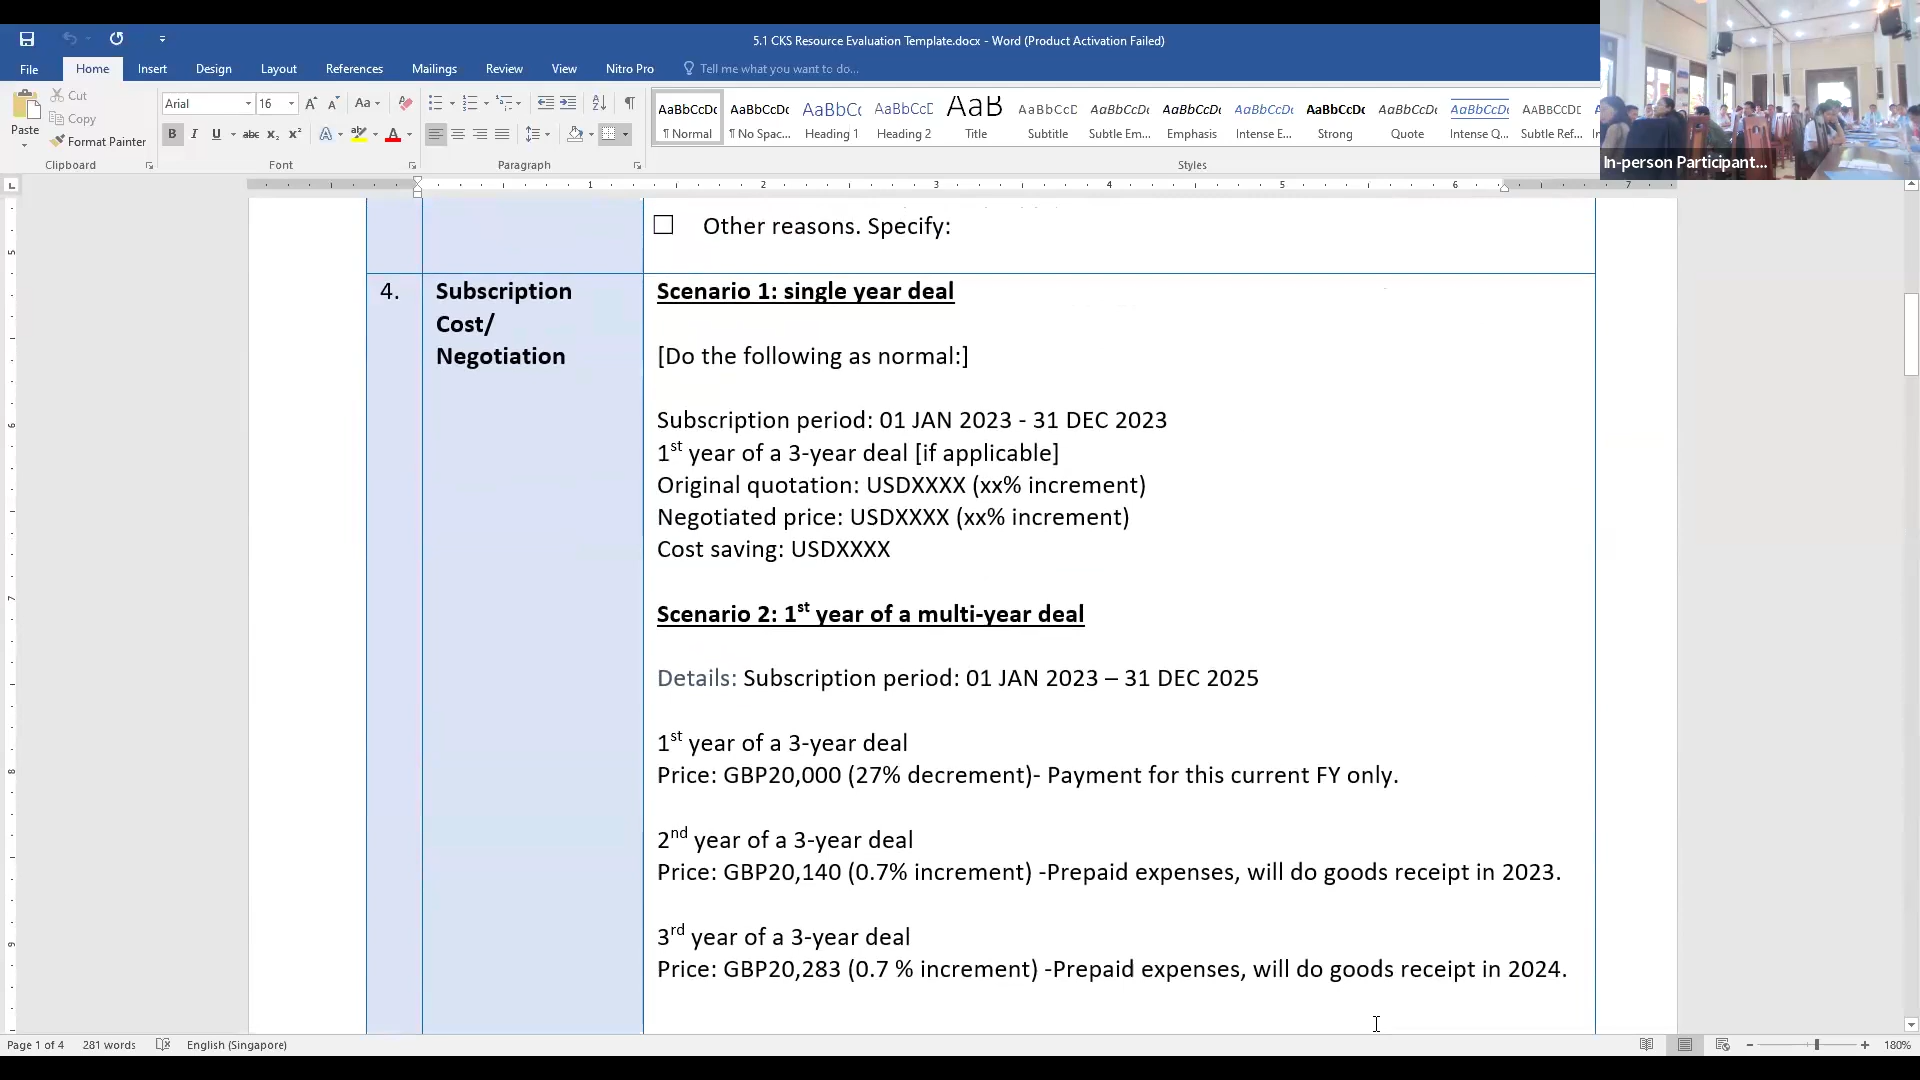 5.1 CKS Resource Evaluation Template.docx - Word (Product Activation Failed)
File Home Insert Design Layout References Mailings Review View Nitro Pro Tell me what you want to do...
Paste
Cut
Copy
Format Painter
Arial 16
Clipboard Font Paragraph Styles
AaBbCcDc AaBbCcDc AaBbCc AaBbCcD AaB AaBbCcD AaBbCcDc AaBbCcDc AaBbCcDc AaBbCcDc AaBbCcDc AaBbCcDc AABBCCDD
¶ Normal ¶ No Spac... Heading 1 Heading 2 Title Subtitle Subtle Em... Emphasis Intense E... Strong Quote Intense Q... Subtle Ref...
In-person Participant...
1 2 3 4 5 6 7
☐ Other reasons. Specify:
4. Subscription Cost/ Negotiation
Scenario 1: single year deal
[Do the following as normal:]
Subscription period: 01 JAN 2023 - 31 DEC 2023
1st year of a 3-year deal [if applicable]
Original quotation: USDXXXX (xx% increment)
Negotiated price: USDXXXX (xx% increment)
Cost saving: USDXXXX
Scenario 2: 1st year of a multi-year deal
Details: Subscription period: 01 JAN 2023 – 31 DEC 2025
1st year of a 3-year deal
Price: GBP20,000 (27% decrement)- Payment for this current FY only.
2nd year of a 3-year deal
Price: GBP20,140 (0.7% increment) -Prepaid expenses, will do goods receipt in 2023.
3rd year of a 3-year deal
Price: GBP20,283 (0.7 % increment) -Prepaid expenses, will do goods receipt in 2024.
Page 1 of 4 281 words English (Singapore) 180%